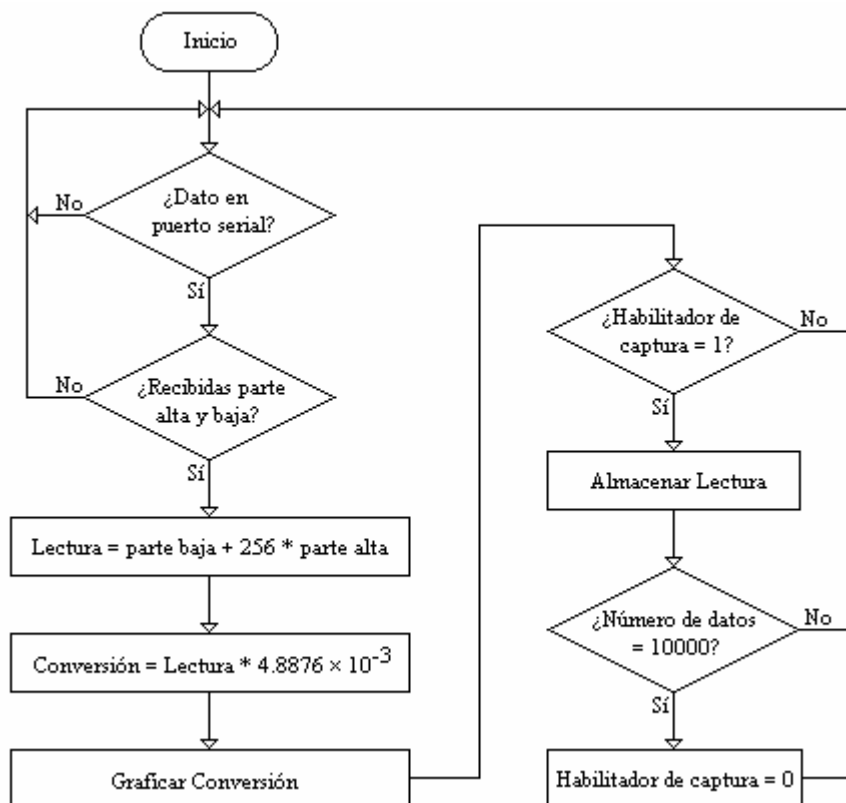 Inicio
¿Dato en
puerto serial?
No
Sí
¿Recibidas parte
alta y baja?
No
Sí
Lectura = parte baja + 256 * parte alta
Conversión = Lectura * 4.8876 × 10⁻³
Graficar Conversión
¿Habilitador de
captura = 1?
No
Sí
Almacenar Lectura
¿Número de datos
= 10000?
No
Sí
Habilitador de captura = 0